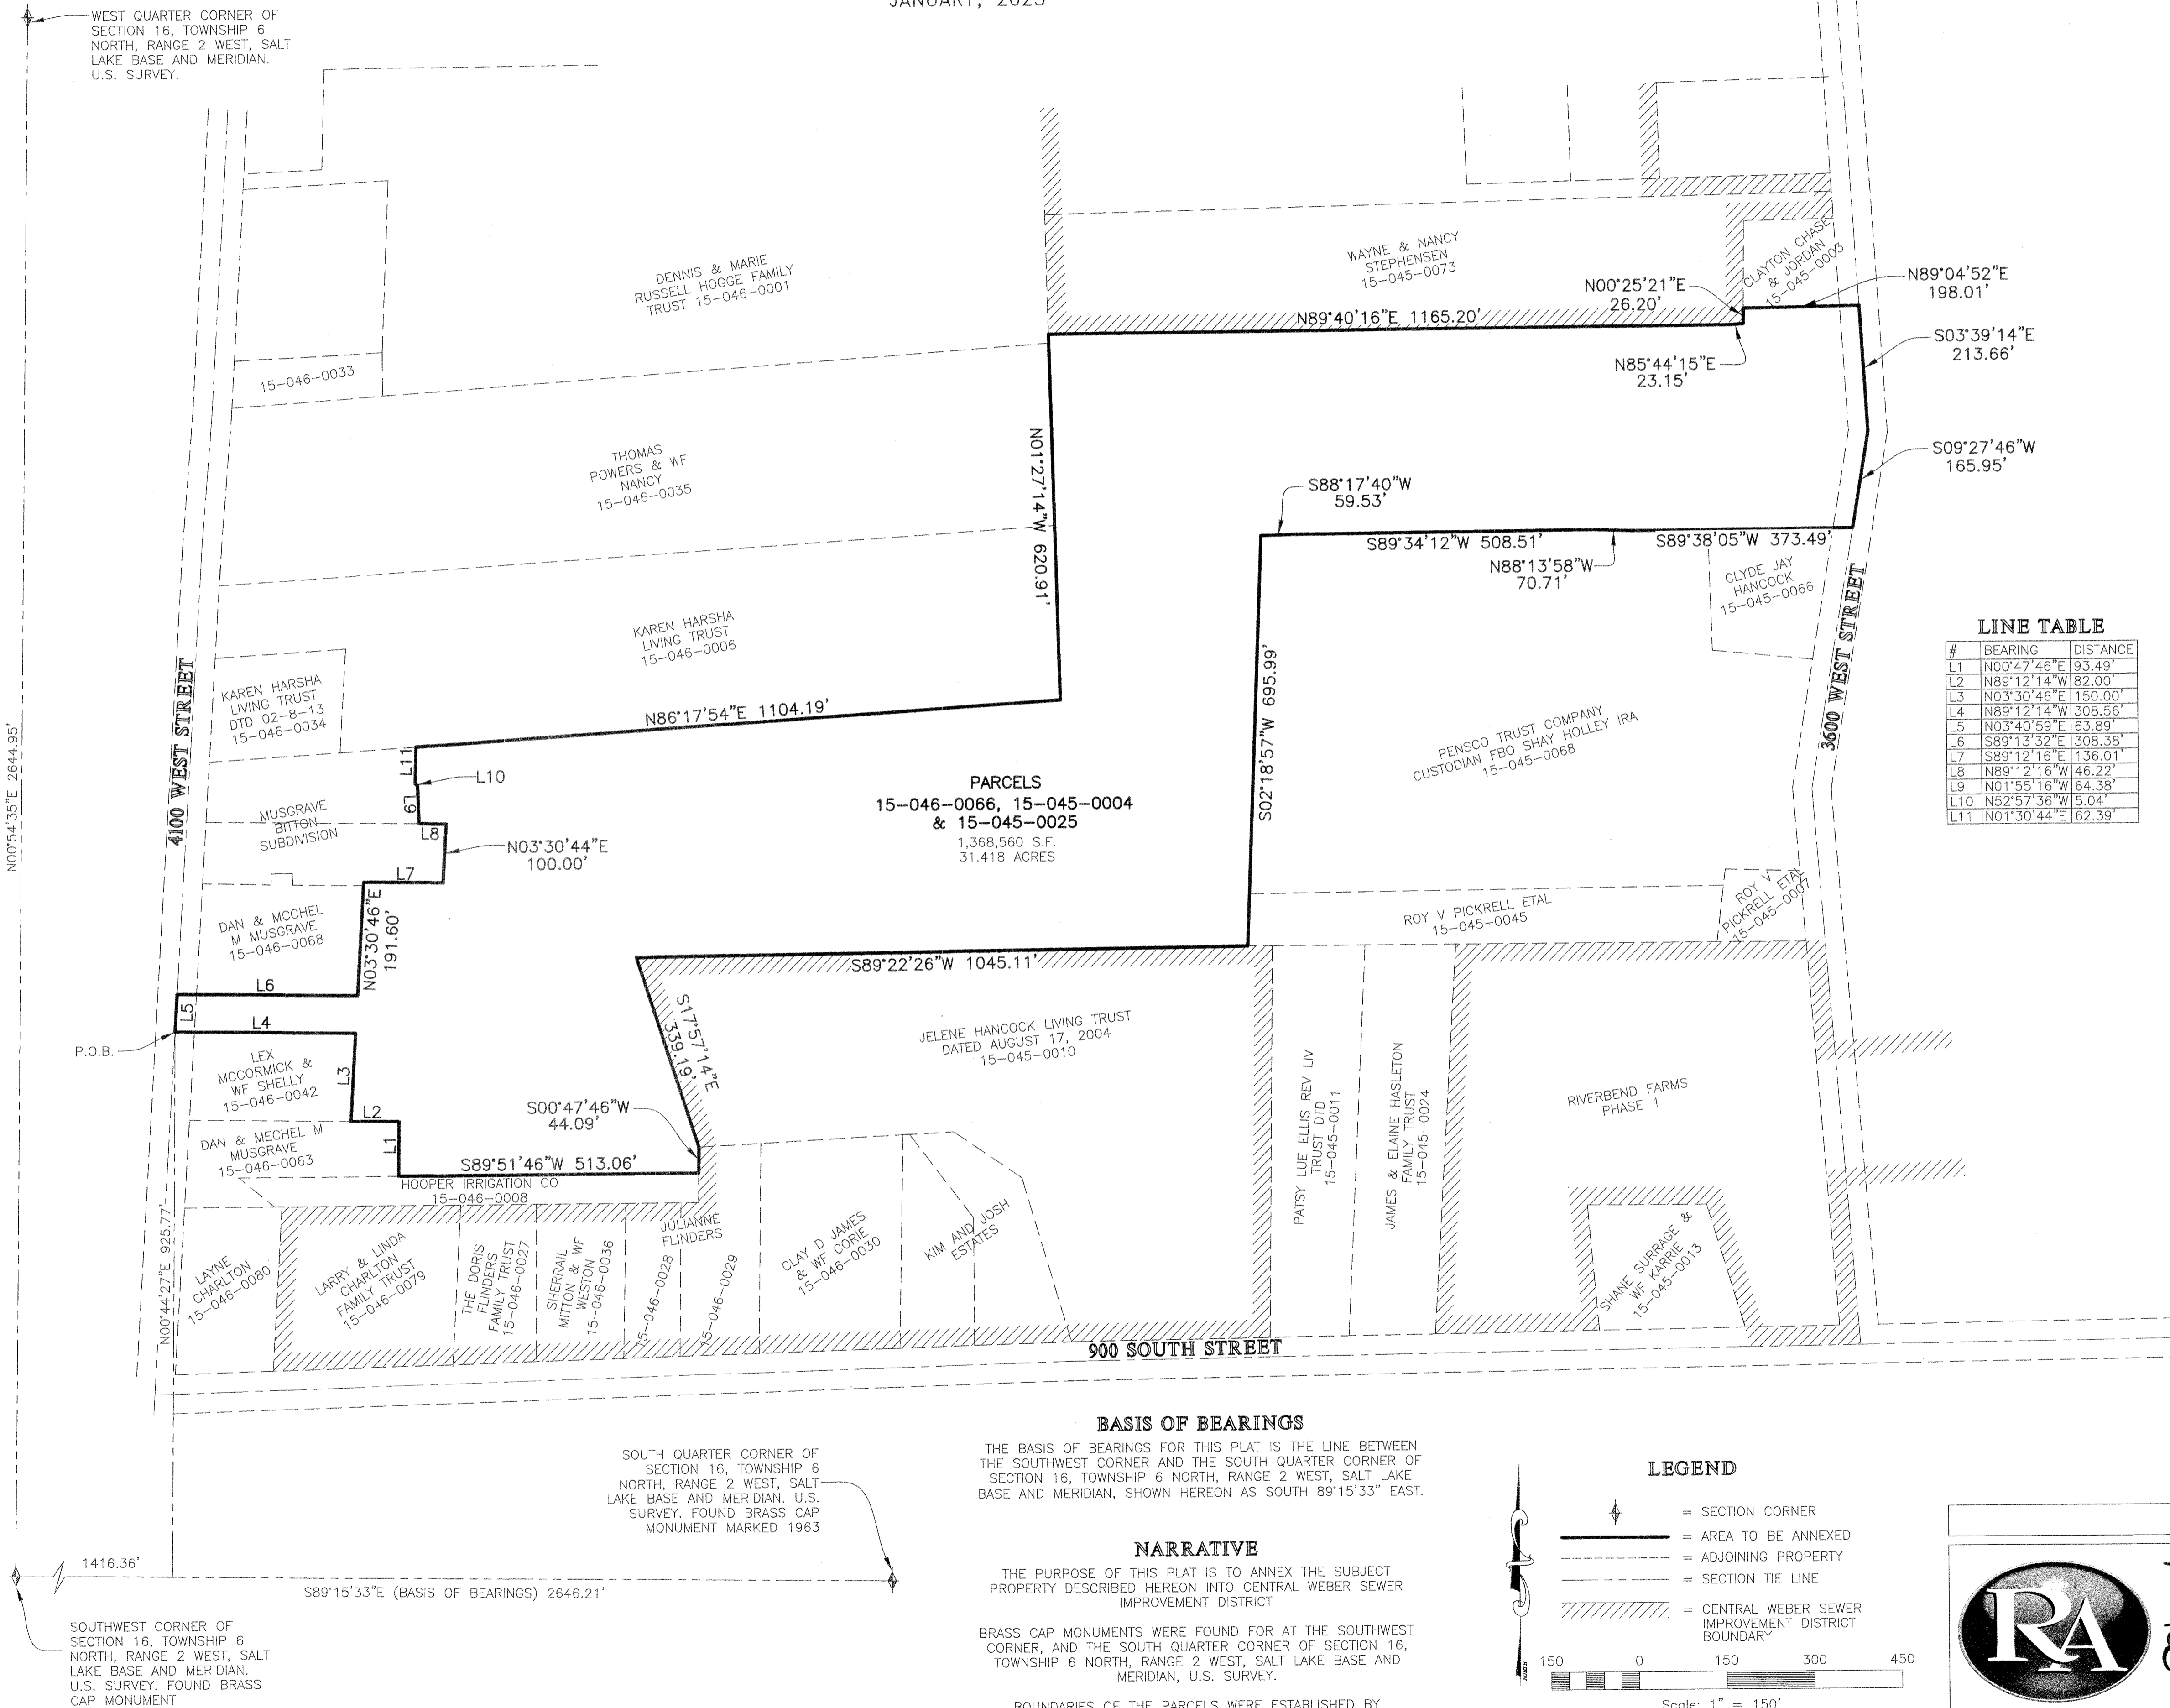 JANUARY, 2025
WEST QUARTER CORNER OF
SECTION 16, TOWNSHIP 6
NORTH, RANGE 2 WEST, SALT
LAKE BASE AND MERIDIAN.
U.S. SURVEY.
DENNIS & MARIE
RUSSELL HOGGE FAMILY
TRUST 15-046-0001
WAYNE & NANCY
STEPHENSEN
15-045-0073
CLAYTON CHASE
& JORDAN
15-045-0003
N89°04'52"E
198.01'
N00°25'21"E
26.20'
N89°40'16"E 1165.20'
S03°39'14"E
213.66'
N85°44'15"E
23.15'
15-046-0033
THOMAS
POWERS & WF
NANCY
15-046-0035
N01°27'14"W 620.91'
S09°27'46"W
165.95'
S88°17'40"W
59.53'
S89°34'12"W 508.51'
S89°38'05"W 373.49'
N88°13'58"W
70.71'
CLYDE JAY
HANCOCK
15-045-0066
KAREN HARSHA
LIVING TRUST
15-046-0006
3600 WEST STREET
LINE TABLE
# BEARING DISTANCE
L1 N00°47'46"E 93.49'
L2 N89°12'14"W 82.00'
L3 N03°30'46"E 150.00'
L4 N89°12'14"W 308.56'
L5 N03°40'59"E 63.89'
L6 S89°13'32"E 308.38'
L7 S89°12'16"E 136.01'
L8 N89°12'16"W 46.22'
L9 N01°55'16"W 64.38'
L10 N52°57'36"W 5.04'
L11 N01°30'44"E 62.39'
4100 WEST STREET
KAREN HARSHA
LIVING TRUST
DTD 02-8-13
15-046-0034
N86°17'54"E 1104.19'
S02°18'57"W 695.99'
PENSCO TRUST COMPANY
CUSTODIAN FBO SHAY HOLLEY IRA
15-045-0068
N00°54'35"E 2644.95'
L11
L10
L9
PARCELS
15-046-0066, 15-045-0004
& 15-045-0025
1,368,560 S.F.
31.418 ACRES
MUSGRAVE
BITTON
SUBDIVISION
L8
N03°30'44"E
100.00'
L7
DAN & MCCHEL
M MUSGRAVE
15-046-0068
N03°30'46"E
191.60'
ROY V PICKRELL ETAL
15-045-0045
ROY V
PICKRELL ETAL
15-045-0007
S89°22'26"W 1045.11'
L6
L5
L4
P.O.B.
S17°57'14"E
339.19'
JELENE HANCOCK LIVING TRUST
DATED AUGUST 17, 2004
15-045-0010
LEX
MCCORMICK &
WF SHELLY
15-046-0042
L3
L2
S00°47'46"W
44.09'
PATSY LUE ELLIS REV LIV
TRUST DTD
15-045-0011
JAMES & ELAINE HASLETON
FAMILY TRUST
15-045-0024
RIVERBEND FARMS
PHASE 1
DAN & MECHEL M
MUSGRAVE
15-046-0063
L1
S89°51'46"W 513.06'
HOOPER IRRIGATION CO
15-046-0008
N00°44'27"E 925.77'
LAYNE
CHARLTON
15-046-0080
LARRY & LINDA
CHARLTON
FAMILY TRUST
15-046-0079
THE DORIS
FLINDERS
FAMILY TRUST
15-046-0027
SHERRAIL
MITTON & WF
WESTON
15-046-0036
JULIANNE
FLINDERS
15-046-0028
15-046-0029
CLAY D JAMES
& WF CORIE
15-046-0030
KIM AND JOSH
ESTATES
SHANE SURRAGE &
WF KARRIE
15-045-0013
900 SOUTH STREET
BASIS OF BEARINGS
THE BASIS OF BEARINGS FOR THIS PLAT IS THE LINE BETWEEN
THE SOUTHWEST CORNER AND THE SOUTH QUARTER CORNER OF
SECTION 16, TOWNSHIP 6 NORTH, RANGE 2 WEST, SALT LAKE
BASE AND MERIDIAN, SHOWN HEREON AS SOUTH 89°15'33" EAST.
SOUTH QUARTER CORNER OF
SECTION 16, TOWNSHIP 6
NORTH, RANGE 2 WEST, SALT
LAKE BASE AND MERIDIAN. U.S.
SURVEY. FOUND BRASS CAP
MONUMENT MARKED 1963
LEGEND
= SECTION CORNER
= AREA TO BE ANNEXED
= ADJOINING PROPERTY
= SECTION TIE LINE
= CENTRAL WEBER SEWER
IMPROVEMENT DISTRICT
BOUNDARY
NARRATIVE
THE PURPOSE OF THIS PLAT IS TO ANNEX THE SUBJECT
PROPERTY DESCRIBED HEREON INTO CENTRAL WEBER SEWER
IMPROVEMENT DISTRICT
BRASS CAP MONUMENTS WERE FOUND FOR AT THE SOUTHWEST
CORNER, AND THE SOUTH QUARTER CORNER OF SECTION 16,
TOWNSHIP 6 NORTH, RANGE 2 WEST, SALT LAKE BASE AND
MERIDIAN, U.S. SURVEY.
BOUNDARIES OF THE PARCELS WERE ESTABLISHED BY
1416.36'
S89°15'33"E (BASIS OF BEARINGS) 2646.21'
SOUTHWEST CORNER OF
SECTION 16, TOWNSHIP 6
NORTH, RANGE 2 WEST, SALT
LAKE BASE AND MERIDIAN.
U.S. SURVEY. FOUND BRASS
CAP MONUMENT
150 0 150 300 450
Scale: 1" = 150'
RA